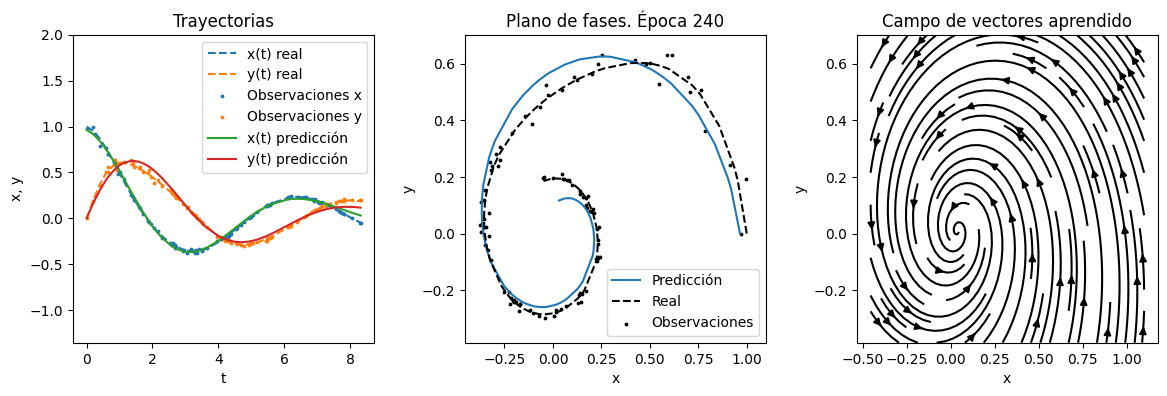 Trayectorias
2.0
1.5
1.0
0.5
0.0
−0.5
−1.0
x, y
0
2
4
6
8
t
x(t) real
y(t) real
Observaciones x
Observaciones y
x(t) predicción
y(t) predicción
Plano de fases. Época 240
0.6
0.4
0.2
0.0
−0.2
y
−0.25
0.00
0.25
0.50
0.75
1.00
x
Predicción
Real
Observaciones
Campo de vectores aprendido
0.6
0.4
0.2
0.0
−0.2
y
−0.50
−0.25
0.00
0.25
0.50
0.75
1.00
x